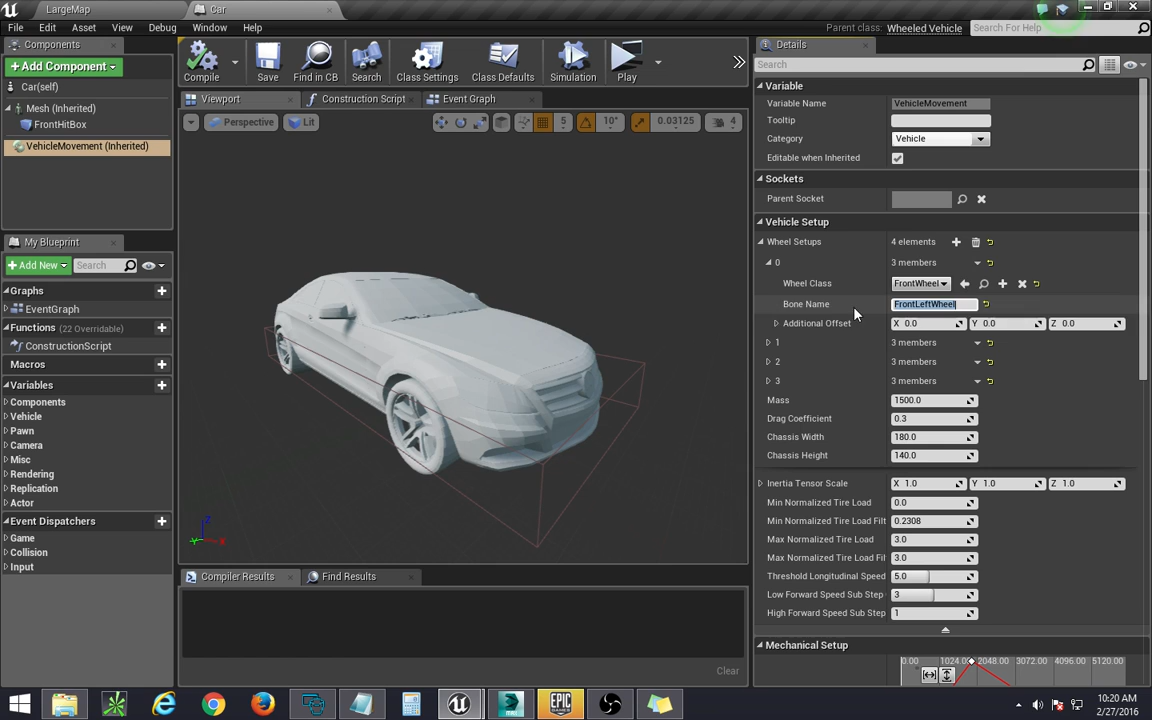 LargeMap
Car
File Edit Asset View Debug Window Help
Parent class: Wheeled Vehicle
Search For Help
Components
Add Component
Car(self)
Mesh (Inherited)
FrontHitBox
VehicleMovement (Inherited)
My Blueprint
Add New
Search
Graphs
EventGraph
Functions (22 Overridable)
ConstructionScript
Macros
Variables
Components
Vehicle
Pawn
Camera
Misc
Rendering
Replication
Actor
Event Dispatchers
Game
Collision
Input
Compile
Save
Find in CB
Search
Class Settings
Class Defaults
Simulation
Play
Viewport
Construction Script
Event Graph
Perspective
Lit
5
10°
0.03125
4
Z
X
Y
Compiler Results
Find Results
Clear
Details
Search
Variable
Variable Name VehicleMovement
Tooltip
Category Vehicle
Editable when Inherited
Sockets
Parent Socket
Vehicle Setup
Wheel Setups 4 elements
0 3 members
Wheel Class FrontWheel
Bone Name FrontLeftWheel
Additional Offset X 0.0 Y 0.0 Z 0.0
1 3 members
2 3 members
3 3 members
Mass 1500.0
Drag Coefficient 0.3
Chassis Width 180.0
Chassis Height 140.0
Inertia Tensor Scale X 1.0 Y 1.0 Z 1.0
Min Normalized Tire Load 0.0
Min Normalized Tire Load Filt 0.2308
Max Normalized Tire Load 3.0
Max Normalized Tire Load Fil 3.0
Threshold Longitudinal Speed 5.0
Low Forward Speed Sub Step 3
High Forward Speed Sub Step 1
Mechanical Setup
0.00 1024.00 2048.00 3072.00 4096.00 5120.00
EPIC GAMES
10:20 AM
2/27/2016